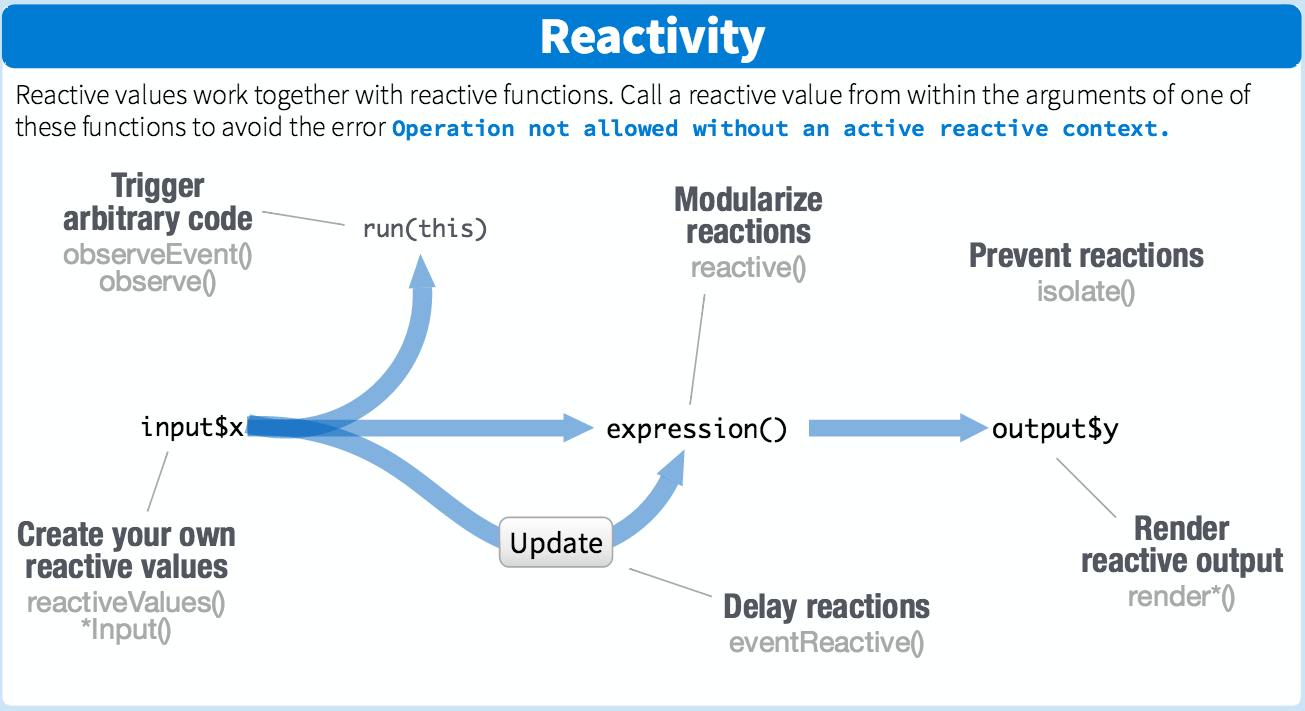 Reactivity
Reactive values work together with reactive functions. Call a reactive value from within the arguments of one of
these functions to avoid the error Operation not allowed without an active reactive context.
Trigger
arbitrary code
observeEvent()
observe()
run(this)
Modularize
reactions
reactive()
Prevent reactions
isolate()
input$x
expression()
output$y
Create your own
reactive values
reactiveValues()
*Input()
Update
Delay reactions
eventReactive()
Render
reactive output
render*()